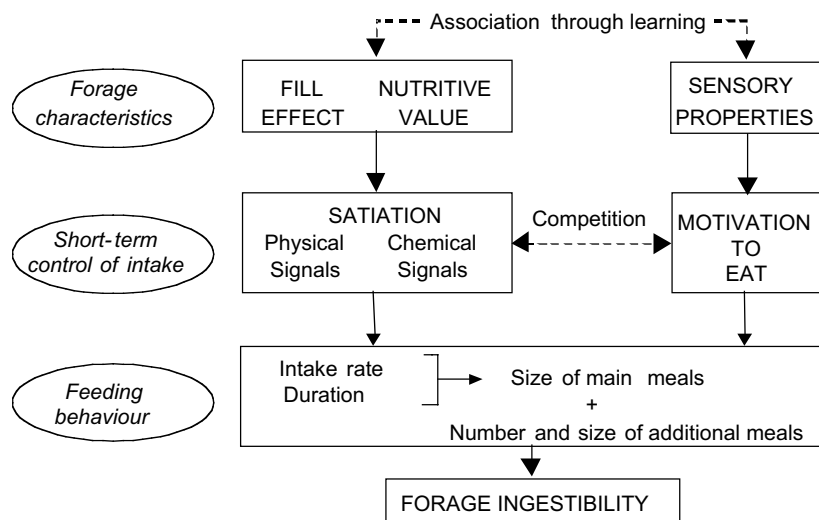 Association through learning
Forage
characteristics
FILL
EFFECT
NUTRITIVE
VALUE
SENSORY
PROPERTIES
Short-term
control of intake
SATIATION
Physical
Signals
Chemical
Signals
Competition
MOTIVATION
TO
EAT
Feeding
behaviour
Intake rate
Duration
Size of main meals
+
Number and size of additional meals
FORAGE INGESTIBILITY